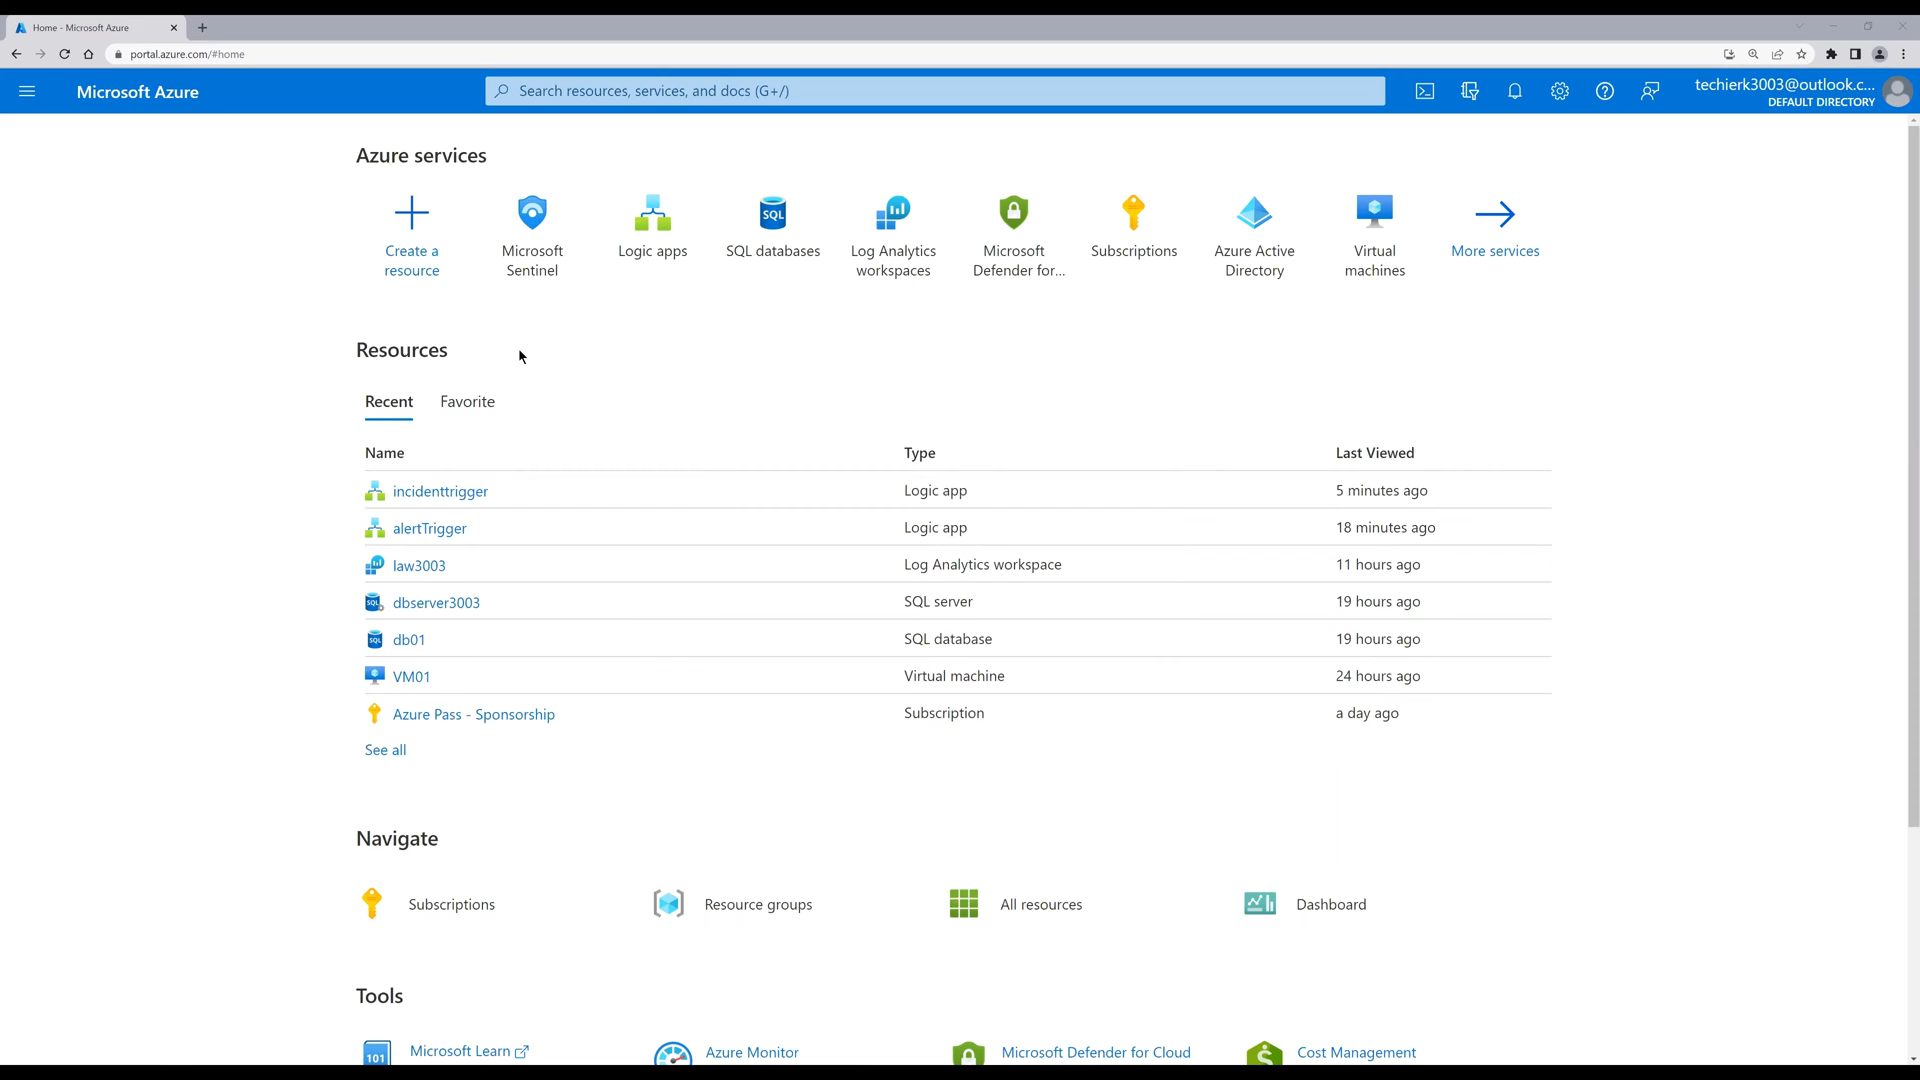 Home - Microsoft Azure
portal.azure.com/#home
Microsoft Azure
Search resources, services, and docs (G+/)
techierk3003@outlook.c...
DEFAULT DIRECTORY
Azure services
Create a resource
Microsoft Sentinel
Logic apps
SQL
SQL databases
Log Analytics workspaces
Microsoft Defender for...
Subscriptions
Azure Active Directory
Virtual machines
More services
Resources
Recent
Favorite
Name
Type
Last Viewed
incidenttrigger
Logic app
5 minutes ago
alertTrigger
Logic app
18 minutes ago
law3003
Log Analytics workspace
11 hours ago
SQL
dbserver3003
SQL server
19 hours ago
SQL
db01
SQL database
19 hours ago
VM01
Virtual machine
24 hours ago
Azure Pass - Sponsorship
Subscription
a day ago
See all
Navigate
Subscriptions
Resource groups
All resources
Dashboard
Tools
101
Microsoft Learn
Azure Monitor
Microsoft Defender for Cloud
$
Cost Management